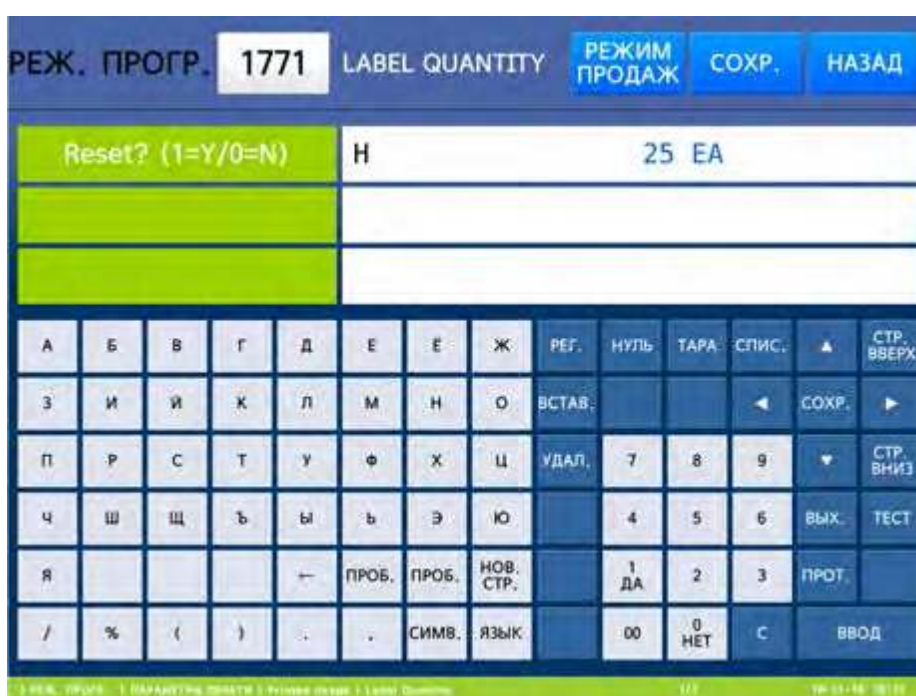 РЕЖ. ПРОГР. 1771 LABEL QUANTITY РЕЖИМ ПРОДАЖ СОХР. НАЗАД
Reset? (1=Y/0=N) Н 25 EA
А Б В Г Д Е Ё Ж РЕГ. НУЛЬ ТАРА СПИС. ▲ СТР. ВВЕРХ
З И Й К Л М Н О ВСТАВ. ◄ СОХР. ►
П Р С Т У Ф Х Ц УДАЛ. 7 8 9 ▼ СТР. ВНИЗ
Ч Ш Щ Ъ Ы Ь Э Ю 4 5 6 ВЫХ. ТЕСТ
Я ← ПРОБ. ПРОБ. НОВ. СТР. 1 ДА 2 3 ПРОТ.
/ % ( ) . . СИМВ. ЯЗЫК 00 0 НЕТ C ВВОД